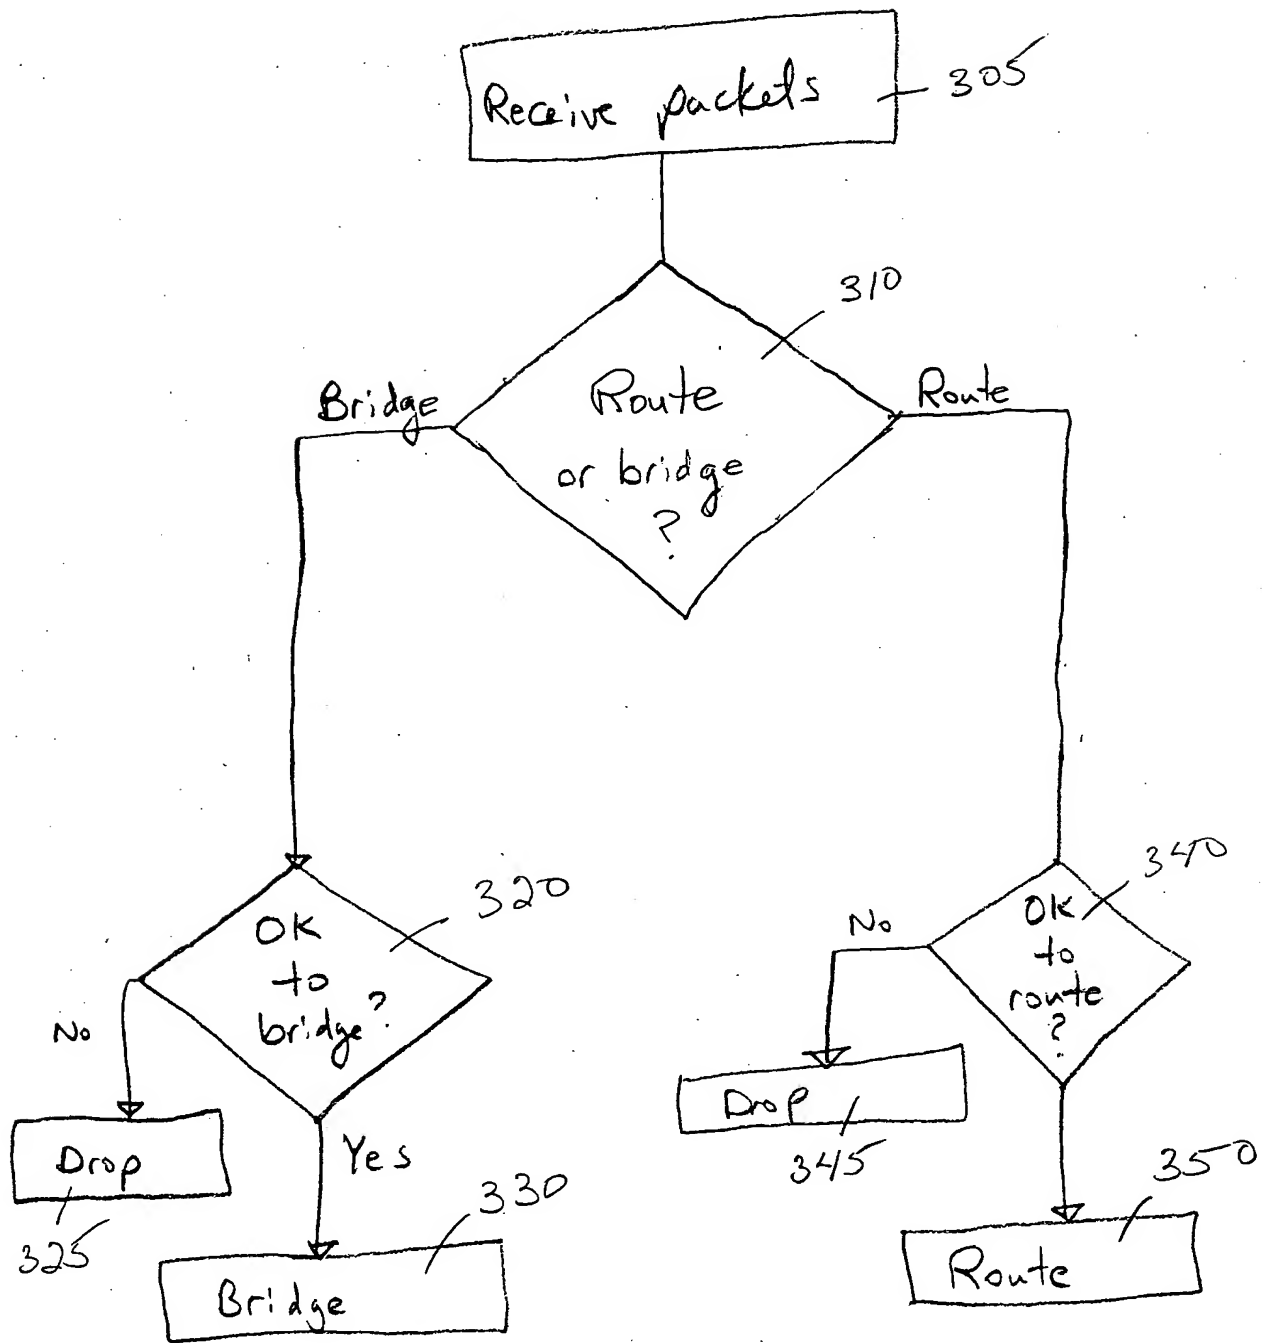 Receive packets
305
310
Bridge
Route
or bridge
?
Route
OK
to
bridge?
320
No
Yes
Drop
325
330
Bridge
340
No
OK
to
route
?
Drop
345
350
Route